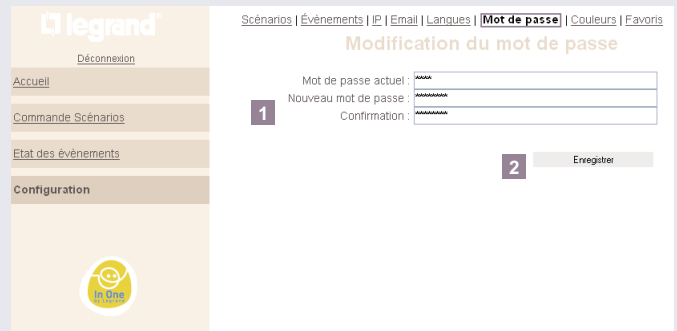 legrand®
Déconnexion
Accueil
Commande Scénarios
Etat des évènements
Configuration
In One
by Legrand
Scénarios | Évènements | IP | Email | Langues | Mot de passe | Couleurs | Favoris
Modification du mot de passe
Mot de passe actuel : ****
Nouveau mot de passe : ********
1
Confirmation : ********
2 Enregistrer